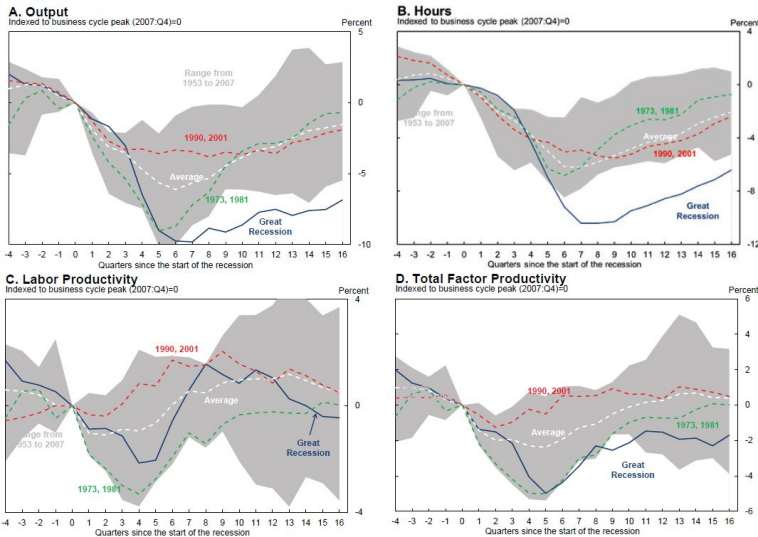 A. Output
Indexed to business cycle peak (2007:Q4)=0 Percent
5
0
-5
-10
Range from
1953 to 2007
1990, 2001
Average
1973, 1981
Great
Recession
-4 -3 -2 -1 0 1 2 3 4 5 6 7 8 9 10 11 12 13 14 15 16
Quarters since the start of the recession
B. Hours
Indexed to business cycle peak (2007:Q4)=0 Percent
4
0
-4
-8
-12
Range from
1953 to 2007
1973, 1981
Average
1990, 2001
Great
Recession
-4 -3 -2 -1 0 1 2 3 4 5 6 7 8 9 10 11 12 13 14 15 16
Quarters since the start of the recession
C. Labor Productivity
Indexed to business cycle peak (2007:Q4)=0 Percent
4
0
-4
1990, 2001
Average
Range from
1953 to 2007
Great
Recession
1973, 1981
-4 -3 -2 -1 0 1 2 3 4 5 6 7 8 9 10 11 12 13 14 15 16
Quarters since the start of the recession
D. Total Factor Productivity
Indexed to business cycle peak (2007:Q4)=0 Percent
6
4
2
0
-2
-4
-6
1990, 2001
Average
Range from
1953 to 2007
1973, 1981
Great
Recession
-4 -3 -2 -1 0 1 2 3 4 5 6 7 8 9 10 11 12 13 14 15 16
Quarters since the start of the recession